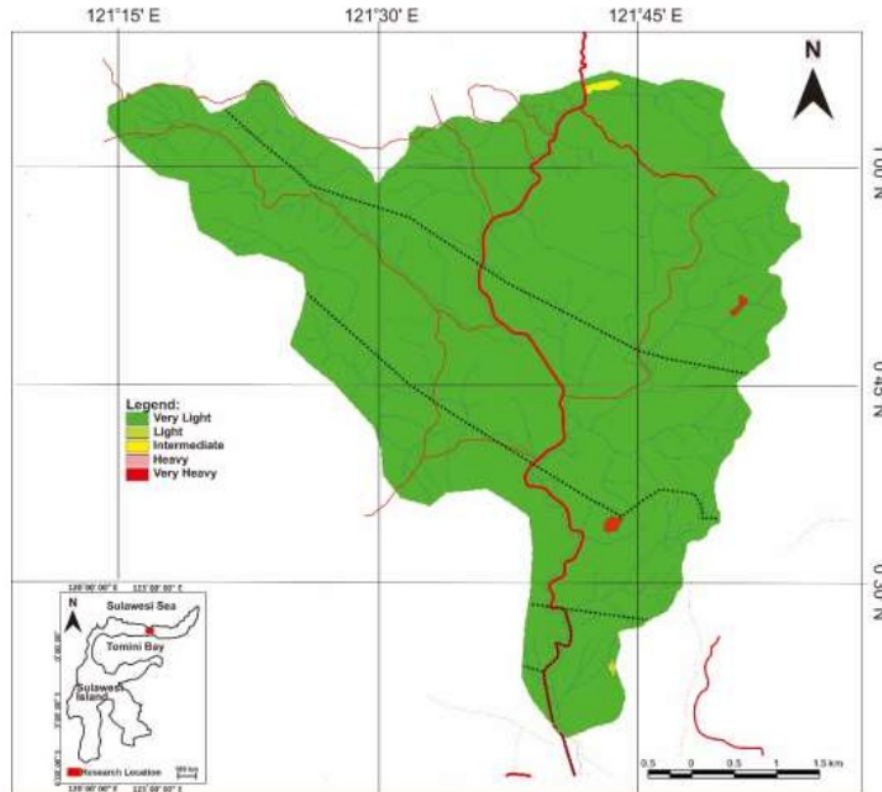 121°15' E
121°30' E
121°45' E
N
1°00 N
0°45 N
0°30 N
Legend:
Very Light
Light
Intermediate
Heavy
Very Heavy
N
Sulawesi Sea
Tomini Bay
Sulawesi
Island
Research Location
0.5 0 0.5 1 1.5 km